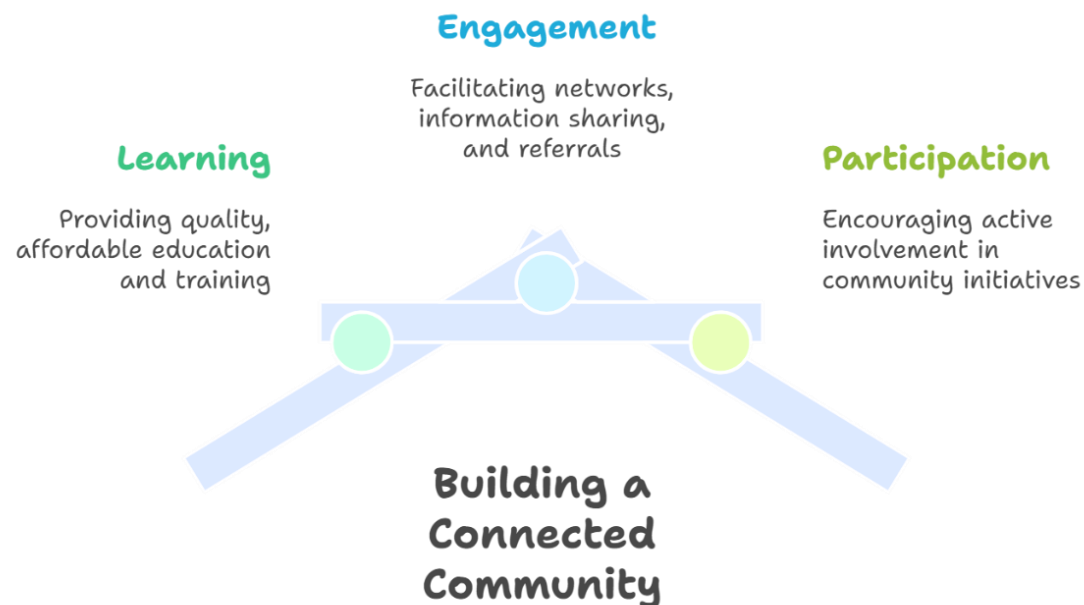 Engagement
Facilitating networks,
information sharing,
and referrals
Learning
Providing quality,
affordable education
and training
Participation
Encouraging active
involvement in
community initiatives
Building a
Connected
Community